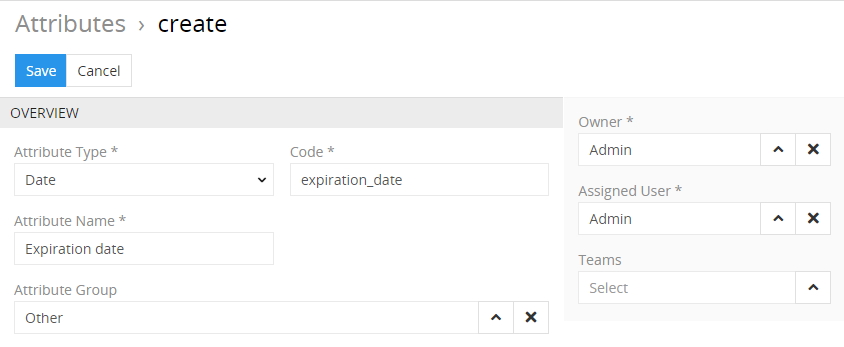 Attributes › create
Save Cancel
OVERVIEW
Attribute Type * Code *
Date expiration_date
Attribute Name *
Expiration date
Attribute Group
Other
Owner *
Admin
Assigned User *
Admin
Teams
Select